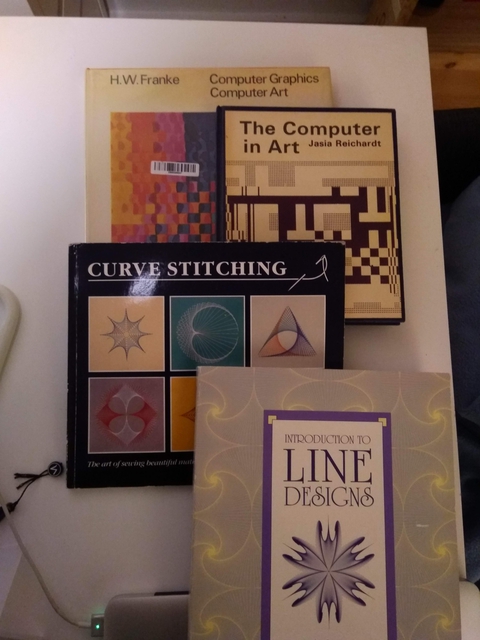 H.W. Franke
Computer Graphics
Computer Art
The Computer
in Art
Jasia Reichardt
CURVE STITCHING
The art of sewing beautiful
INTRODUCTION TO
LINE
DESIGNS